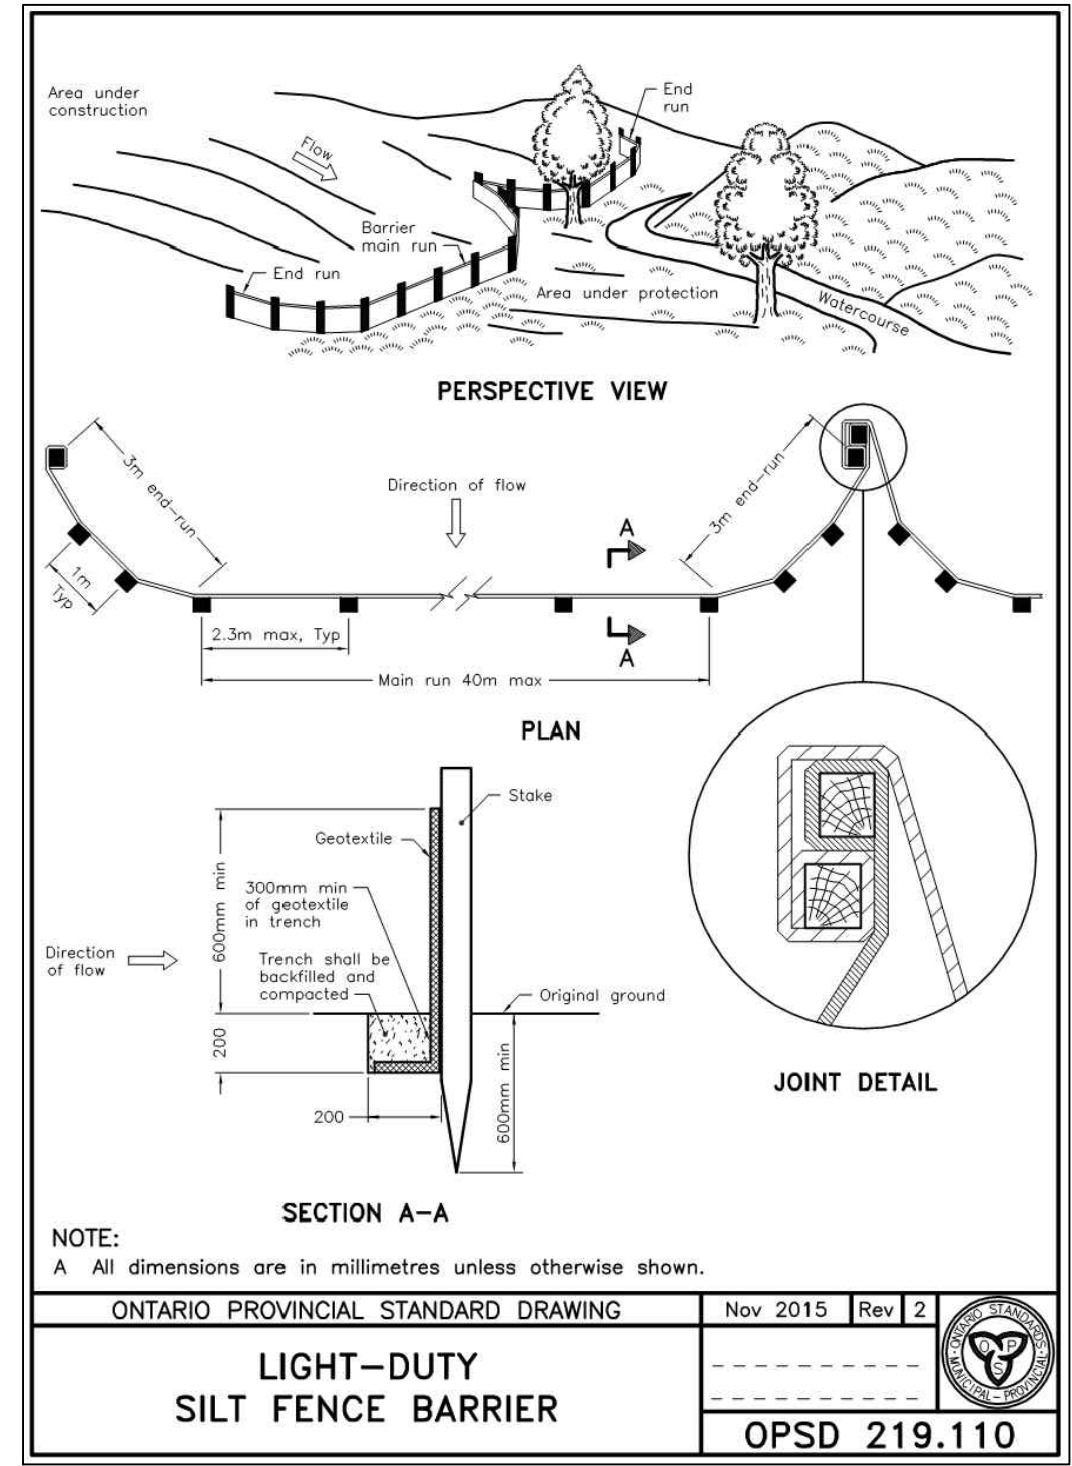 Area under
construction
Flow
End
run
Barrier
main run
End run
Area under protection
Watercourse
PERSPECTIVE VIEW
3m end-run
1m
Typ
Direction of flow
3m end-run
A
A
2.3m max, Typ
Main run 40m max
PLAN
Stake
Geotextile
600mm min
300mm min
of geotextile
in trench
Direction
of flow
Trench shall be
backfilled and
compacted
Original ground
200
200
600mm min
JOINT DETAIL
SECTION A-A
NOTE:
A All dimensions are in millimetres unless otherwise shown.
ONTARIO PROVINCIAL STANDARD DRAWING
Nov 2015 Rev 2
ONTARIO STANDARDS
MUNICIPAL - PROVINCIAL
O P
S
LIGHT-DUTY
SILT FENCE BARRIER
OPSD 219.110